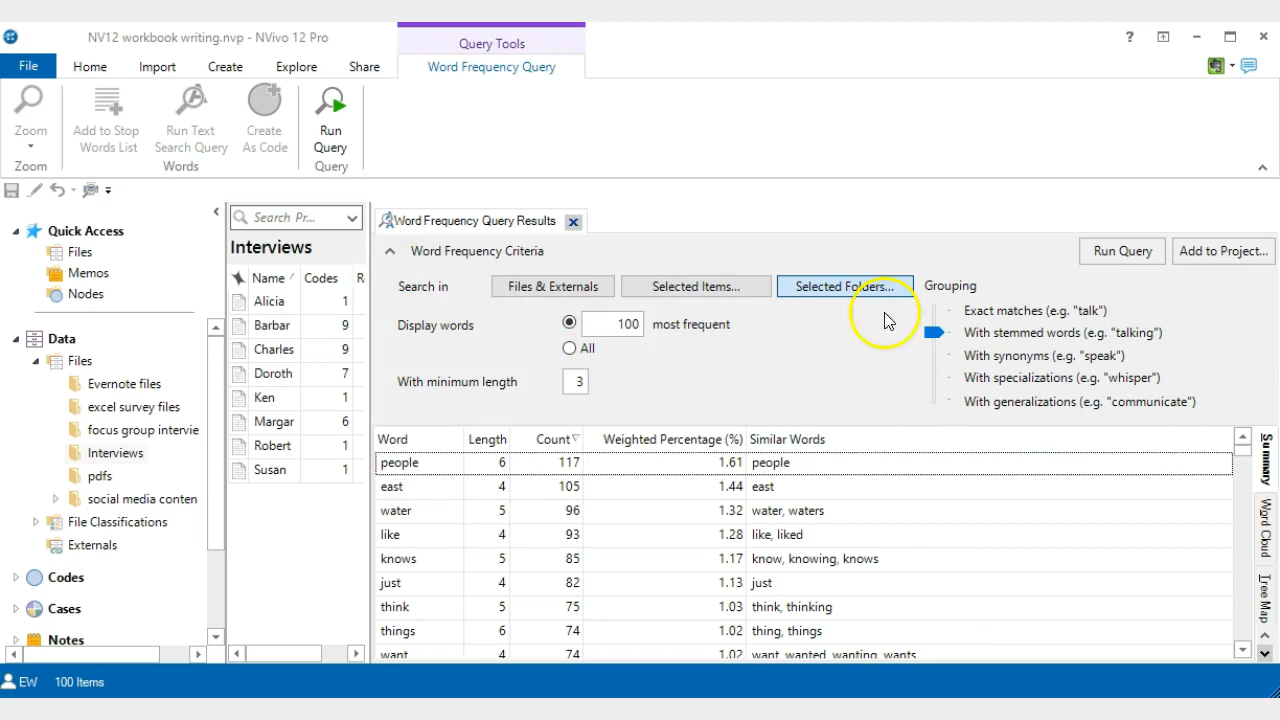 NV12 workbook writing.nvp - NVivo 12 Pro
Query Tools
?
File
Home
Import
Create
Explore
Share
Word Frequency Query
Zoom
Add to Stop
Words List
Run Text
Search Query
Create
As Code
Run
Query
Zoom
Words
Query
Quick Access
Files
Memos
Nodes
Data
Files
Evernote files
excel survey files
focus group intervie
Interviews
pdfs
social media conten
File Classifications
Externals
Codes
Cases
Notes
Search Pr...
Interviews
Name Codes R
Alicia 1
Barbar 9
Charles 9
Doroth 7
Ken 1
Margar 6
Robert 1
Susan 1
Word Frequency Query Results
Word Frequency Criteria
Run Query
Add to Project...
Search in
Files & Externals
Selected Items...
Selected Folders...
Grouping
Display words
100 most frequent
All
With minimum length
3
Exact matches (e.g. "talk")
With stemmed words (e.g. "talking")
With synonyms (e.g. "speak")
With specializations (e.g. "whisper")
With generalizations (e.g. "communicate")
Word Length Count Weighted Percentage (%) Similar Words
people 6 117 1.61 people
east 4 105 1.44 east
water 5 96 1.32 water, waters
like 4 93 1.28 like, liked
knows 5 85 1.17 know, knowing, knows
just 4 82 1.13 just
think 5 75 1.03 think, thinking
things 6 74 1.02 thing, things
want 4 74 1.02 want, wanted, wanting, wants
Summary
Word Cloud
Tree Map
EW 100 Items